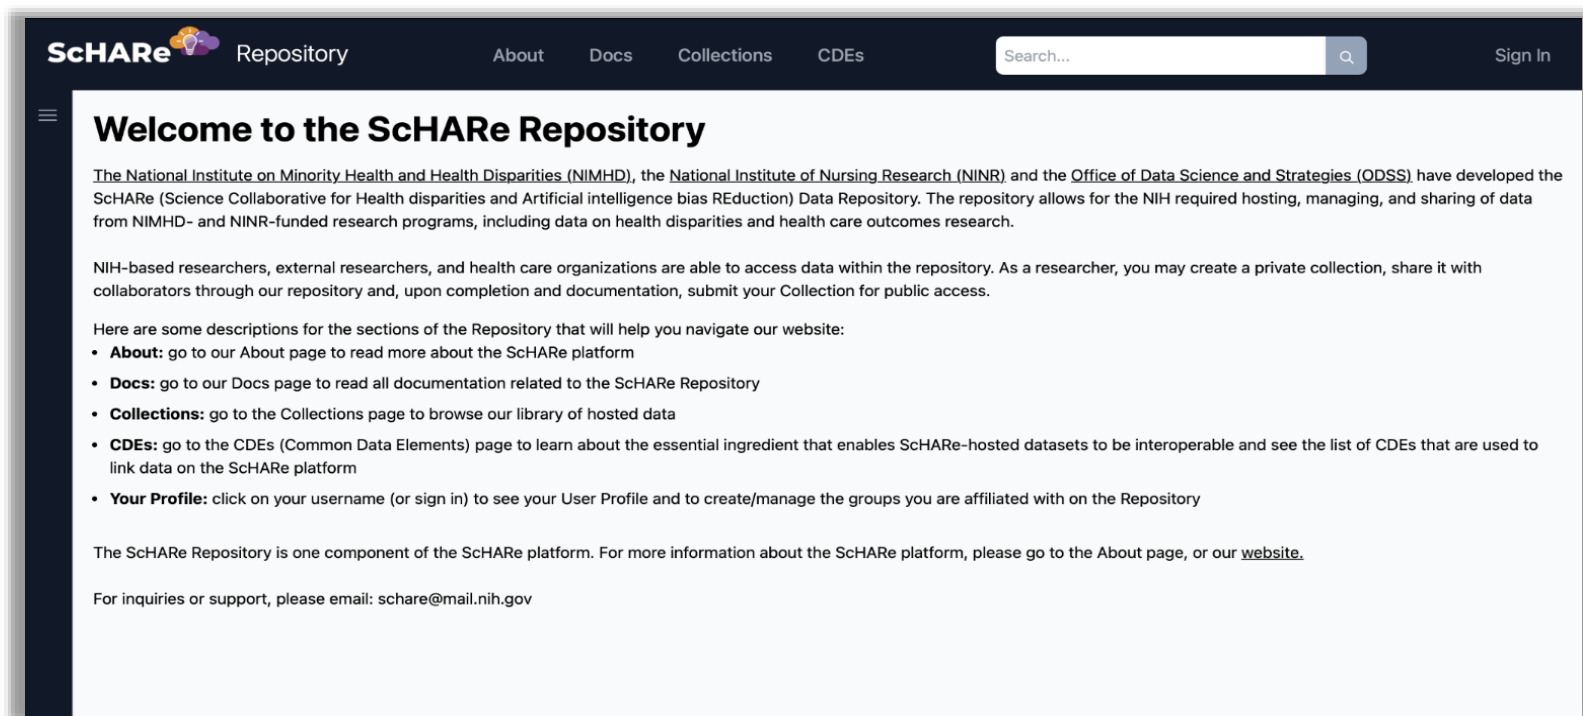 ScHARe Repository About Docs Collections CDEs Search... Sign In
Welcome to the ScHARe Repository
The National Institute on Minority Health and Health Disparities (NIMHD), the National Institute of Nursing Research (NINR) and the Office of Data Science and Strategies (ODSS) have developed the
ScHARe (Science Collaborative for Health disparities and Artificial intelligence bias REduction) Data Repository. The repository allows for the NIH required hosting, managing, and sharing of data
from NIMHD- and NINR-funded research programs, including data on health disparities and health care outcomes research.
NIH-based researchers, external researchers, and health care organizations are able to access data within the repository. As a researcher, you may create a private collection, share it with
collaborators through our repository and, upon completion and documentation, submit your Collection for public access.
Here are some descriptions for the sections of the Repository that will help you navigate our website:
• About: go to our About page to read more about the ScHARe platform
• Docs: go to our Docs page to read all documentation related to the ScHARe Repository
• Collections: go to the Collections page to browse our library of hosted data
• CDEs: go to the CDEs (Common Data Elements) page to learn about the essential ingredient that enables ScHARe-hosted datasets to be interoperable and see the list of CDEs that are used to
link data on the ScHARe platform
• Your Profile: click on your username (or sign in) to see your User Profile and to create/manage the groups you are affiliated with on the Repository
The ScHARe Repository is one component of the ScHARe platform. For more information about the ScHARe platform, please go to the About page, or our website.
For inquiries or support, please email: schare@mail.nih.gov